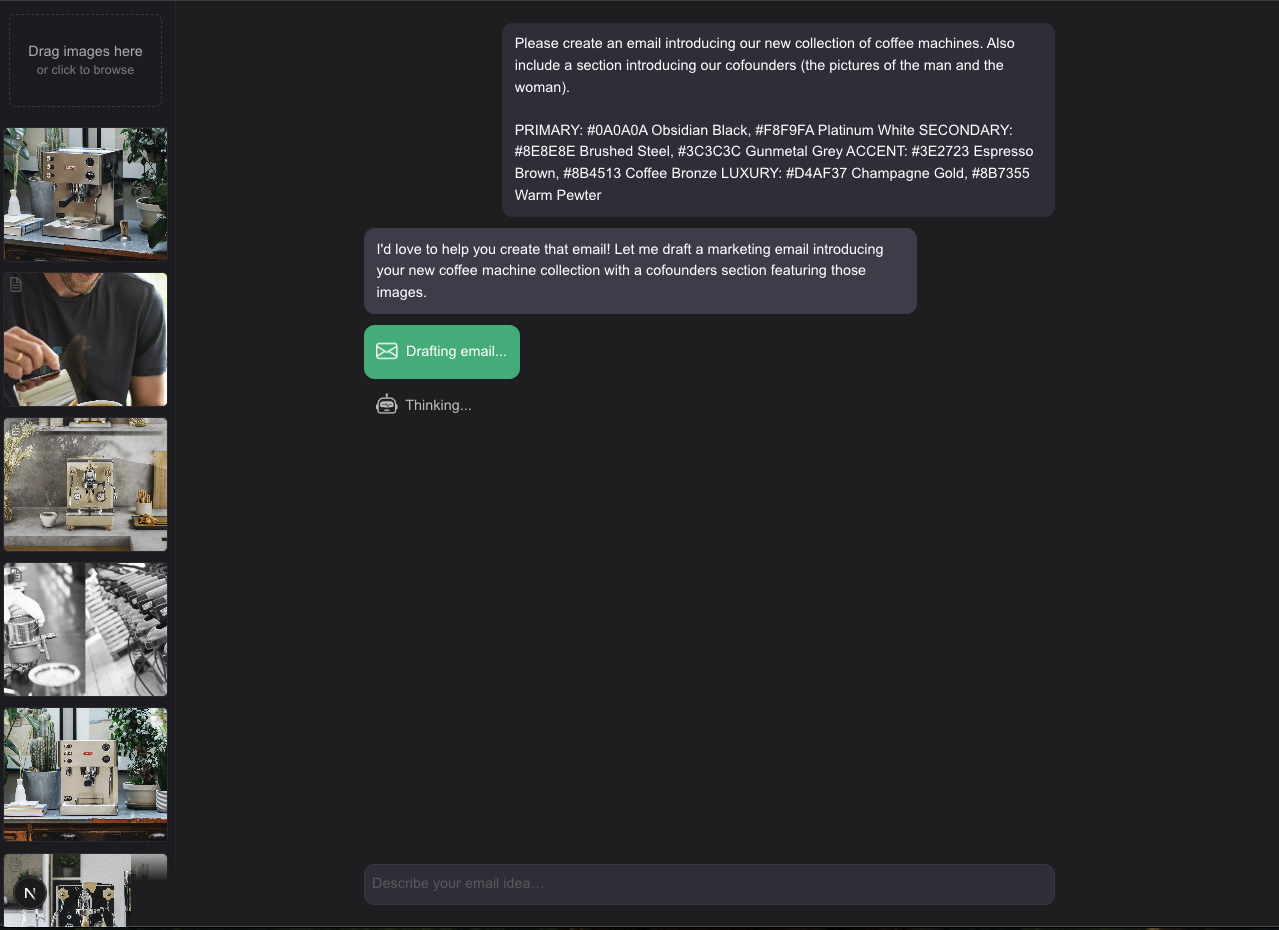 Drag images here
or click to browse
Please create an email introducing our new collection of coffee machines. Also
include a section introducing our cofounders (the pictures of the man and the
woman).
PRIMARY: #0A0A0A Obsidian Black, #F8F9FA Platinum White SECONDARY:
#8E8E8E Brushed Steel, #3C3C3C Gunmetal Grey ACCENT: #3E2723 Espresso
Brown, #8B4513 Coffee Bronze LUXURY: #D4AF37 Champagne Gold, #8B7355
Warm Pewter
I'd love to help you create that email! Let me draft a marketing email introducing
your new coffee machine collection with a cofounders section featuring those
images.
Drafting email...
Thinking...
N
Describe your email idea...